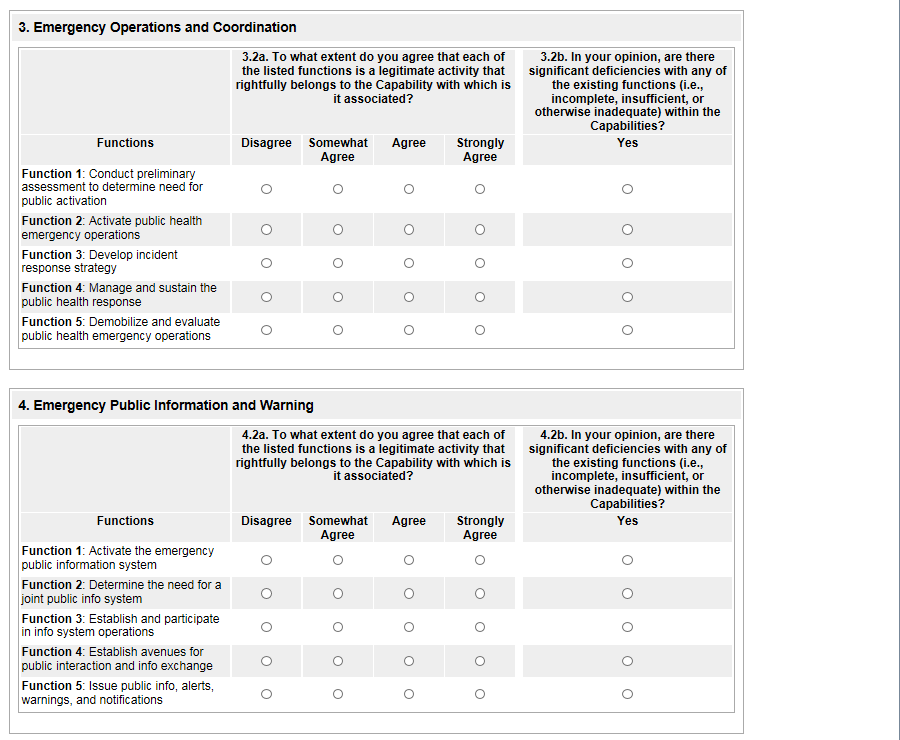 3. Emergency Operations and Coordination
3.2a. To what extent do you agree that each of
the listed functions is a legitimate activity that
rightfully belongs to the Capability with which is
it associated?
3.2b. In your opinion, are there
significant deficiencies with any of
the existing functions (i.e.,
incomplete, insufficient, or
otherwise inadequate) within the
Capabilities?
Functions
Disagree
Somewhat
Agree
Agree
Strongly
Agree
Yes
Function 1: Conduct preliminary
assessment to determine need for
public activation
Function 2: Activate public health
emergency operations
Function 3: Develop incident
response strategy
Function 4: Manage and sustain the
public health response
Function 5: Demobilize and evaluate
public health emergency operations
4. Emergency Public Information and Warning
4.2a. To what extent do you agree that each of
the listed functions is a legitimate activity that
rightfully belongs to the Capability with which is
it associated?
4.2b. In your opinion, are there
significant deficiencies with any of
the existing functions (i.e.,
incomplete, insufficient, or
otherwise inadequate) within the
Capabilities?
Functions
Disagree
Somewhat
Agree
Agree
Strongly
Agree
Yes
Function 1: Activate the emergency
public information system
Function 2: Determine the need for a
joint public info system
Function 3: Establish and participate
in info system operations
Function 4: Establish avenues for
public interaction and info exchange
Function 5: Issue public info, alerts,
warnings, and notifications